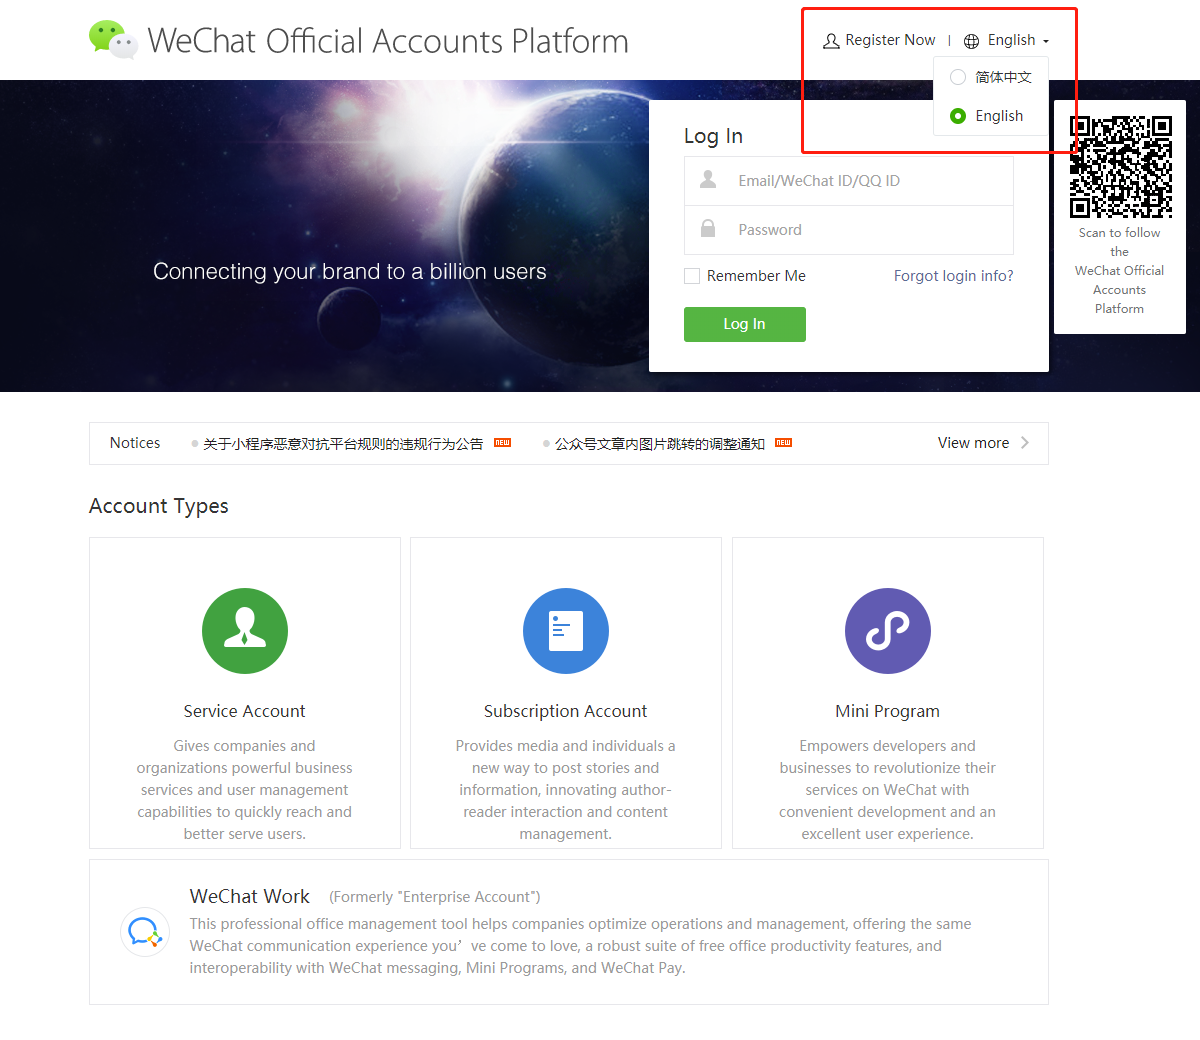 WeChat Official Accounts Platform
Register Now | English
简体中文
English
Log In
Email/WeChat ID/QQ ID
Password
Remember Me Forgot login info?
Log In
Connecting your brand to a billion users
Scan to follow
the
WeChat Official
Accounts
Platform
Notices 关于小程序恶意对抗平台规则的违规行为公告 NEW 公众号文章内图片跳转的调整通知 NEW View more
Account Types
Service Account
Gives companies and
organizations powerful business
services and user management
capabilities to quickly reach and
better serve users.
Subscription Account
Provides media and individuals a
new way to post stories and
information, innovating author-
reader interaction and content
management.
Mini Program
Empowers developers and
businesses to revolutionize their
services on WeChat with
convenient development and an
excellent user experience.
WeChat Work (Formerly "Enterprise Account")
This professional office management tool helps companies optimize operations and management, offering the same
WeChat communication experience you’ve come to love, a robust suite of free office productivity features, and
interoperability with WeChat messaging, Mini Programs, and WeChat Pay.